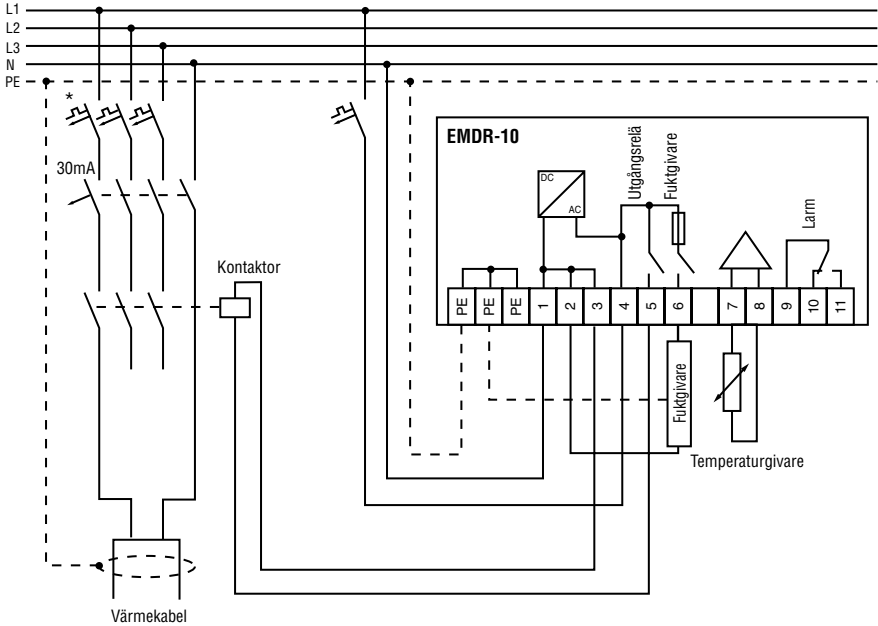 L1
L2
L3
N
PE
*
30mA
EMDR-10
DC
AC
Utgångsrelä
Fuktgivare
Larm
Kontaktor
PE
PE
PE
1
2
3
4
5
6
7
8
9
10
11
Fuktgivare
Temperaturgivare
Värmekabel